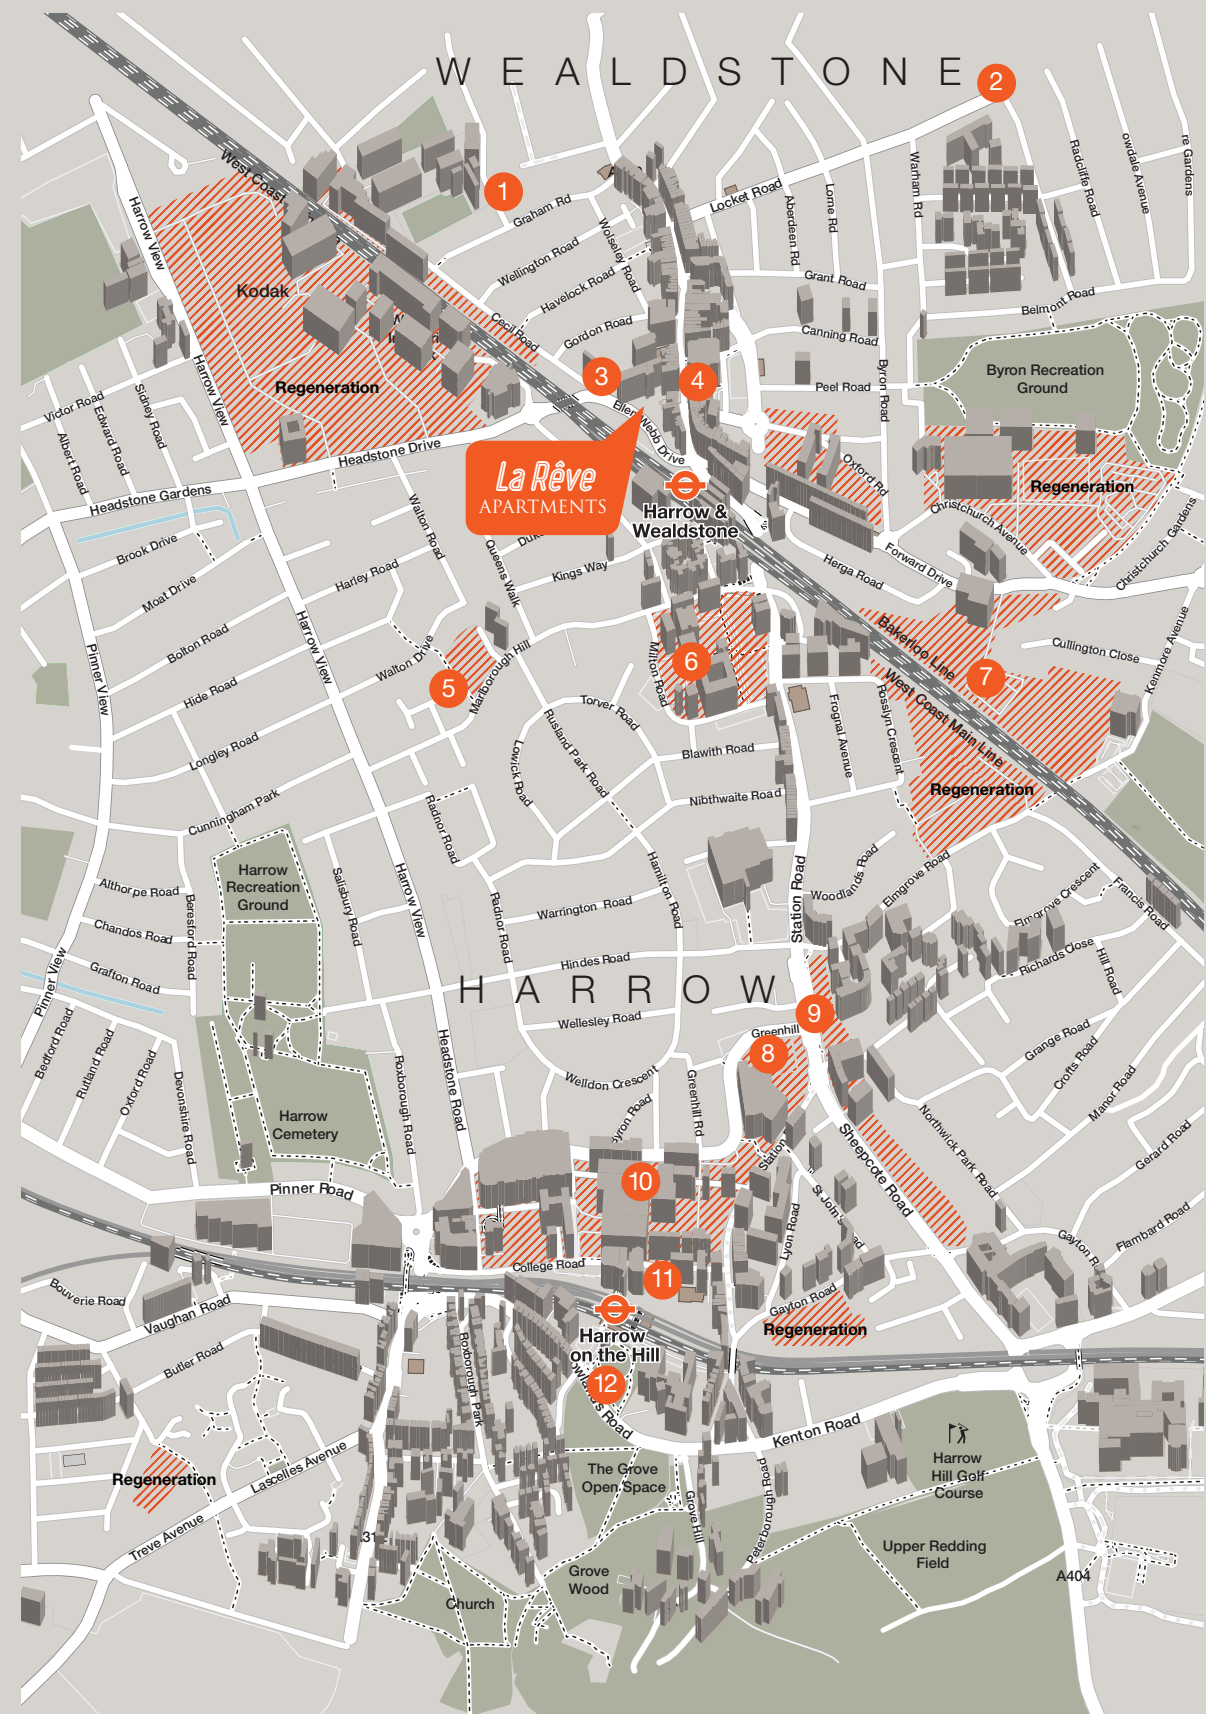 WEALDSTONE
2
1
West Coast
Harrow View
Graham Rd
Wolseley Road
Locket Road
Warham Rd
Radcliffe Road
owdale Avenue
re Gardens
Lorne Rd
Aberdeen Rd
Wellington Road
Havelock Road
Grant Road
Kodak
Cecil Road
Gordon Road
Canning Road
Belmont Road
Harrow View
Regeneration
3
4
Peel Road
Byron Road
Byron Recreation
Ground
Victor Road
Sidney Road
Edward Road
Albert Road
Headstone Drive
La Rêve
APARTMENTS
Ellen Webb Drive
Oxford Rd
Regeneration
Headstone Gardens
Walton Road
Harrow &
Wealdstone
Christchurch Avenue
Christchurch Gardens
Brook Drive
Queens Walk
Kings Way
Herga Road
Forward Drive
Moat Drive
Harley Road
Bolton Road
Harrow View
Walton Drive
5
Marlborough Hill
Milton Road
6
Bakerloo Line
West Coast Main Line
7
Cullington Close
Kenmore Avenue
Pinner View
Hide Road
Torver Road
Rusland Park Road
Frognal Avenue
Rosslyn Crescent
Longley Road
Lowick Road
Blawith Road
Nibthwaite Road
Regeneration
Cunningham Park
Radnor Road
Harrow
Recreation
Ground
Salisbury Road
Harrow View
Hamilton Road
Station Road
Woodlands Road
Elmgrove Road
Elmgrove Crescent
Francis Road
Althorpe Road
Beresford Road
Radnor Road
Warrington Road
Chandos Road
Hindes Road
Richards Close
Hill Road
Pinner View
Grafton Road
HARROW
Wellesley Road
9
Greenhill
8
Grange Road
Crofts Road
Manor Road
Bedford Road
Rutland Road
Oxford Road
Devonshire Road
Headstone Road
Roxborough Road
Welldon Crescent
Greenhill Rd
Harrow
Cemetery
Sheepcote Road
Northwick Park Road
Gerard Road
Station
10
Pinner Road
Lyon Road
Flambard Road
College Road
11
Gayton Road
Bouverie Road
Vaughan Road
Regeneration
Harrow
on the Hill
12
Butler Road
Roxborough Park
Kenton Road
Regeneration
Lascelles Avenue
The Grove
Open Space
Harrow
Hill Golf
Course
Treve Avenue
Grove Hill
Peterborough Road
Upper Redding
Field
Grove
Wood
A404
Church